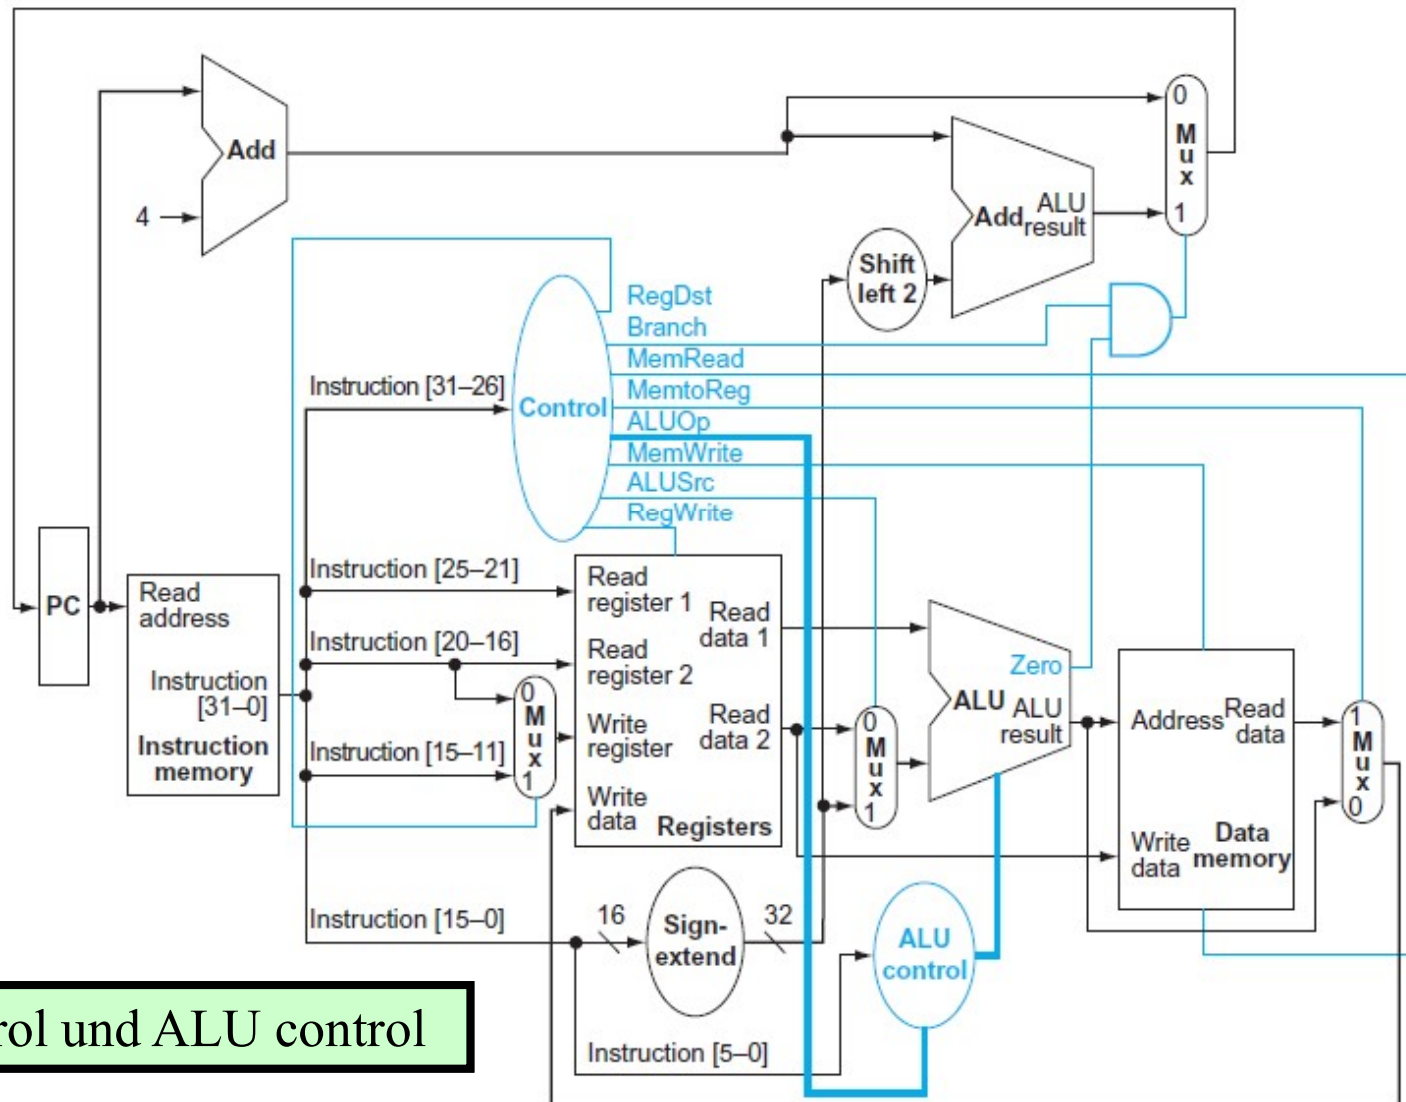 0
M
u
x
1
Add
4
Add
ALU
result
Shift
left 2
RegDst
Branch
MemRead
MemtoReg
ALUOp
MemWrite
ALUSrc
RegWrite
Instruction [31–26]
Control
PC
Read
address
Instruction
[31–0]
Instruction
memory
Instruction [25–21]
Instruction [20–16]
Instruction [15–11]
0
M
u
x
1
Read
register 1
Read
register 2
Write
register
Write
data
Read
data 1
Read
data 2
Registers
0
M
u
x
1
Zero
ALU
ALU
result
Address
Read
data
Write
data
Data
memory
1
M
u
x
0
Instruction [15–0]
16
Sign-
extend
32
ALU
control
Instruction [5–0]
rol und ALU control